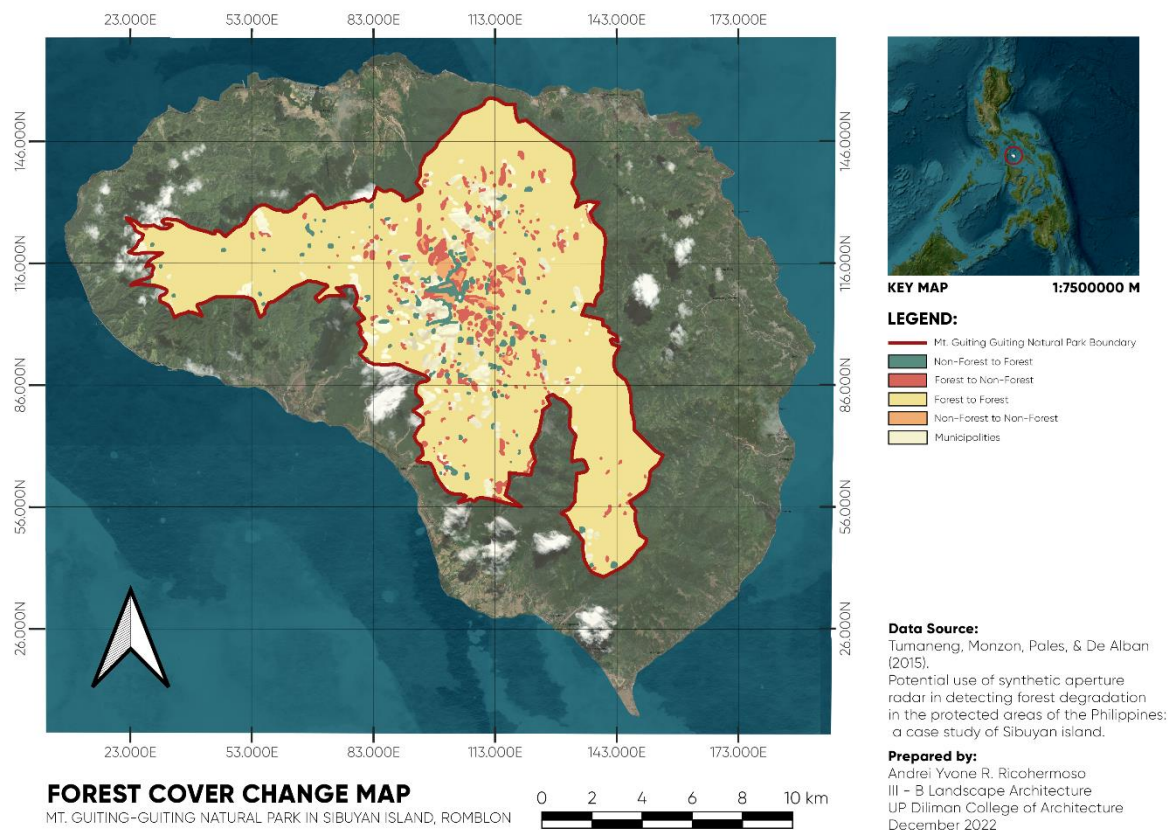 23.000E 53.000E 83.000E 113.000E 143.000E 173.000E
146.000N 146.000N
116.000N 116.000N
86.000N 86.000N
56.000N 56.000N
26.000N 26.000N
23.000E 53.000E 83.000E 113.000E 143.000E 173.000E
FOREST COVER CHANGE MAP
MT. GUITING-GUITING NATURAL PARK IN SIBUYAN ISLAND, ROMBLON
0 2 4 6 8 10 km
KEY MAP 1:7500000 M
LEGEND:
Mt. Guiting Guiting Natural Park Boundary
Non-Forest to Forest
Forest to Non-Forest
Forest to Forest
Non-Forest to Non-Forest
Municipalities
Data Source:
Tumaneng, Monzon, Pales, & De Alban
(2015).
Potential use of synthetic aperture
radar in detecting forest degradation
in the protected areas of the Philippines:
a case study of Sibuyan island.
Prepared by:
Andrei Yvone R. Ricohermoso
III - B Landscape Architecture
UP Diliman College of Architecture
December 2022